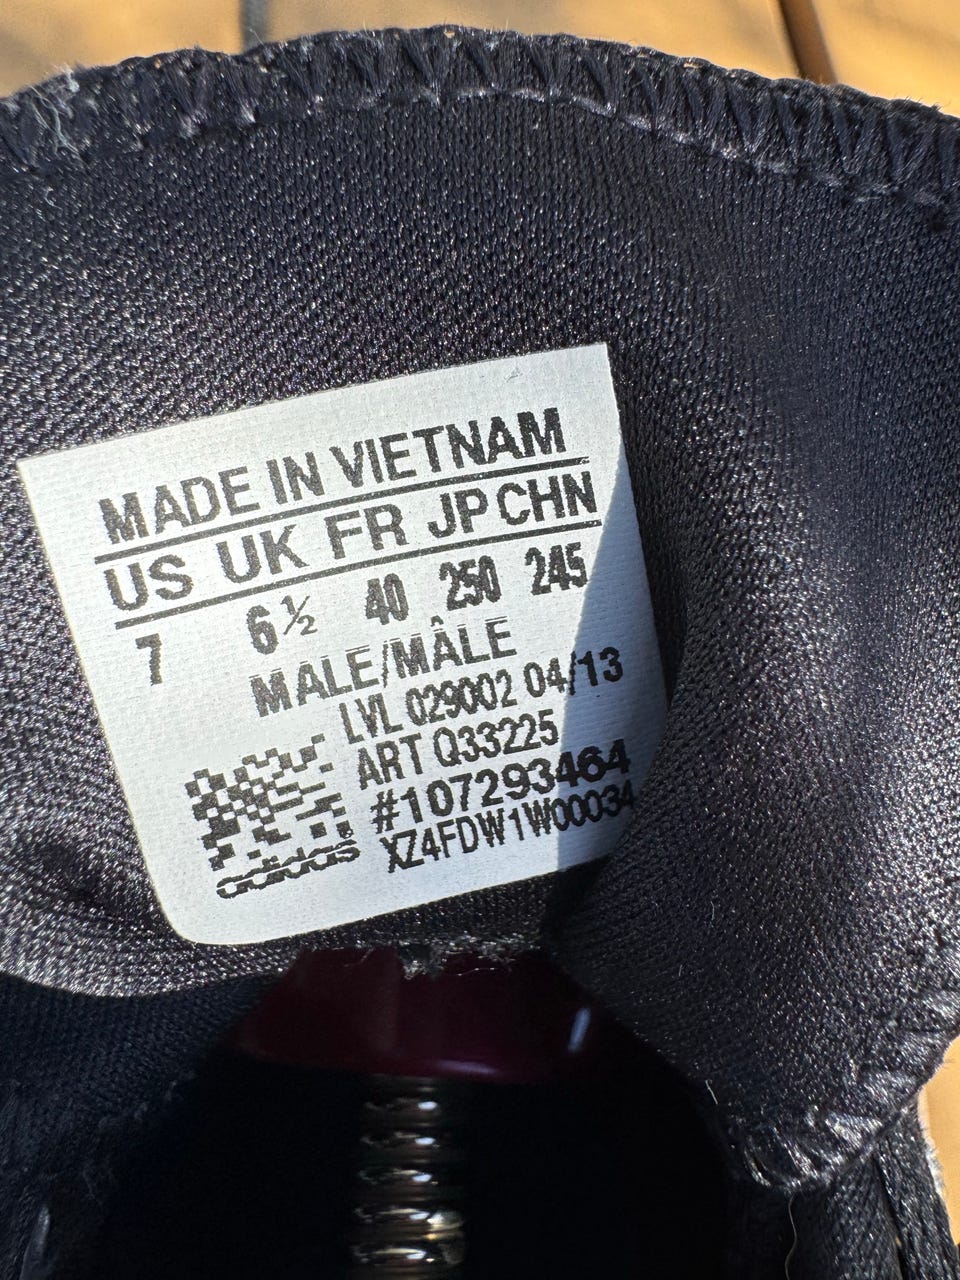 MADE IN VIETNAM
US UK FR JP CHN
7 6½ 40 250 245
MALE/MÂLE
LVL 029002 04/13
ART Q33225
#107293464
XZ4FDW1W00034
adidas